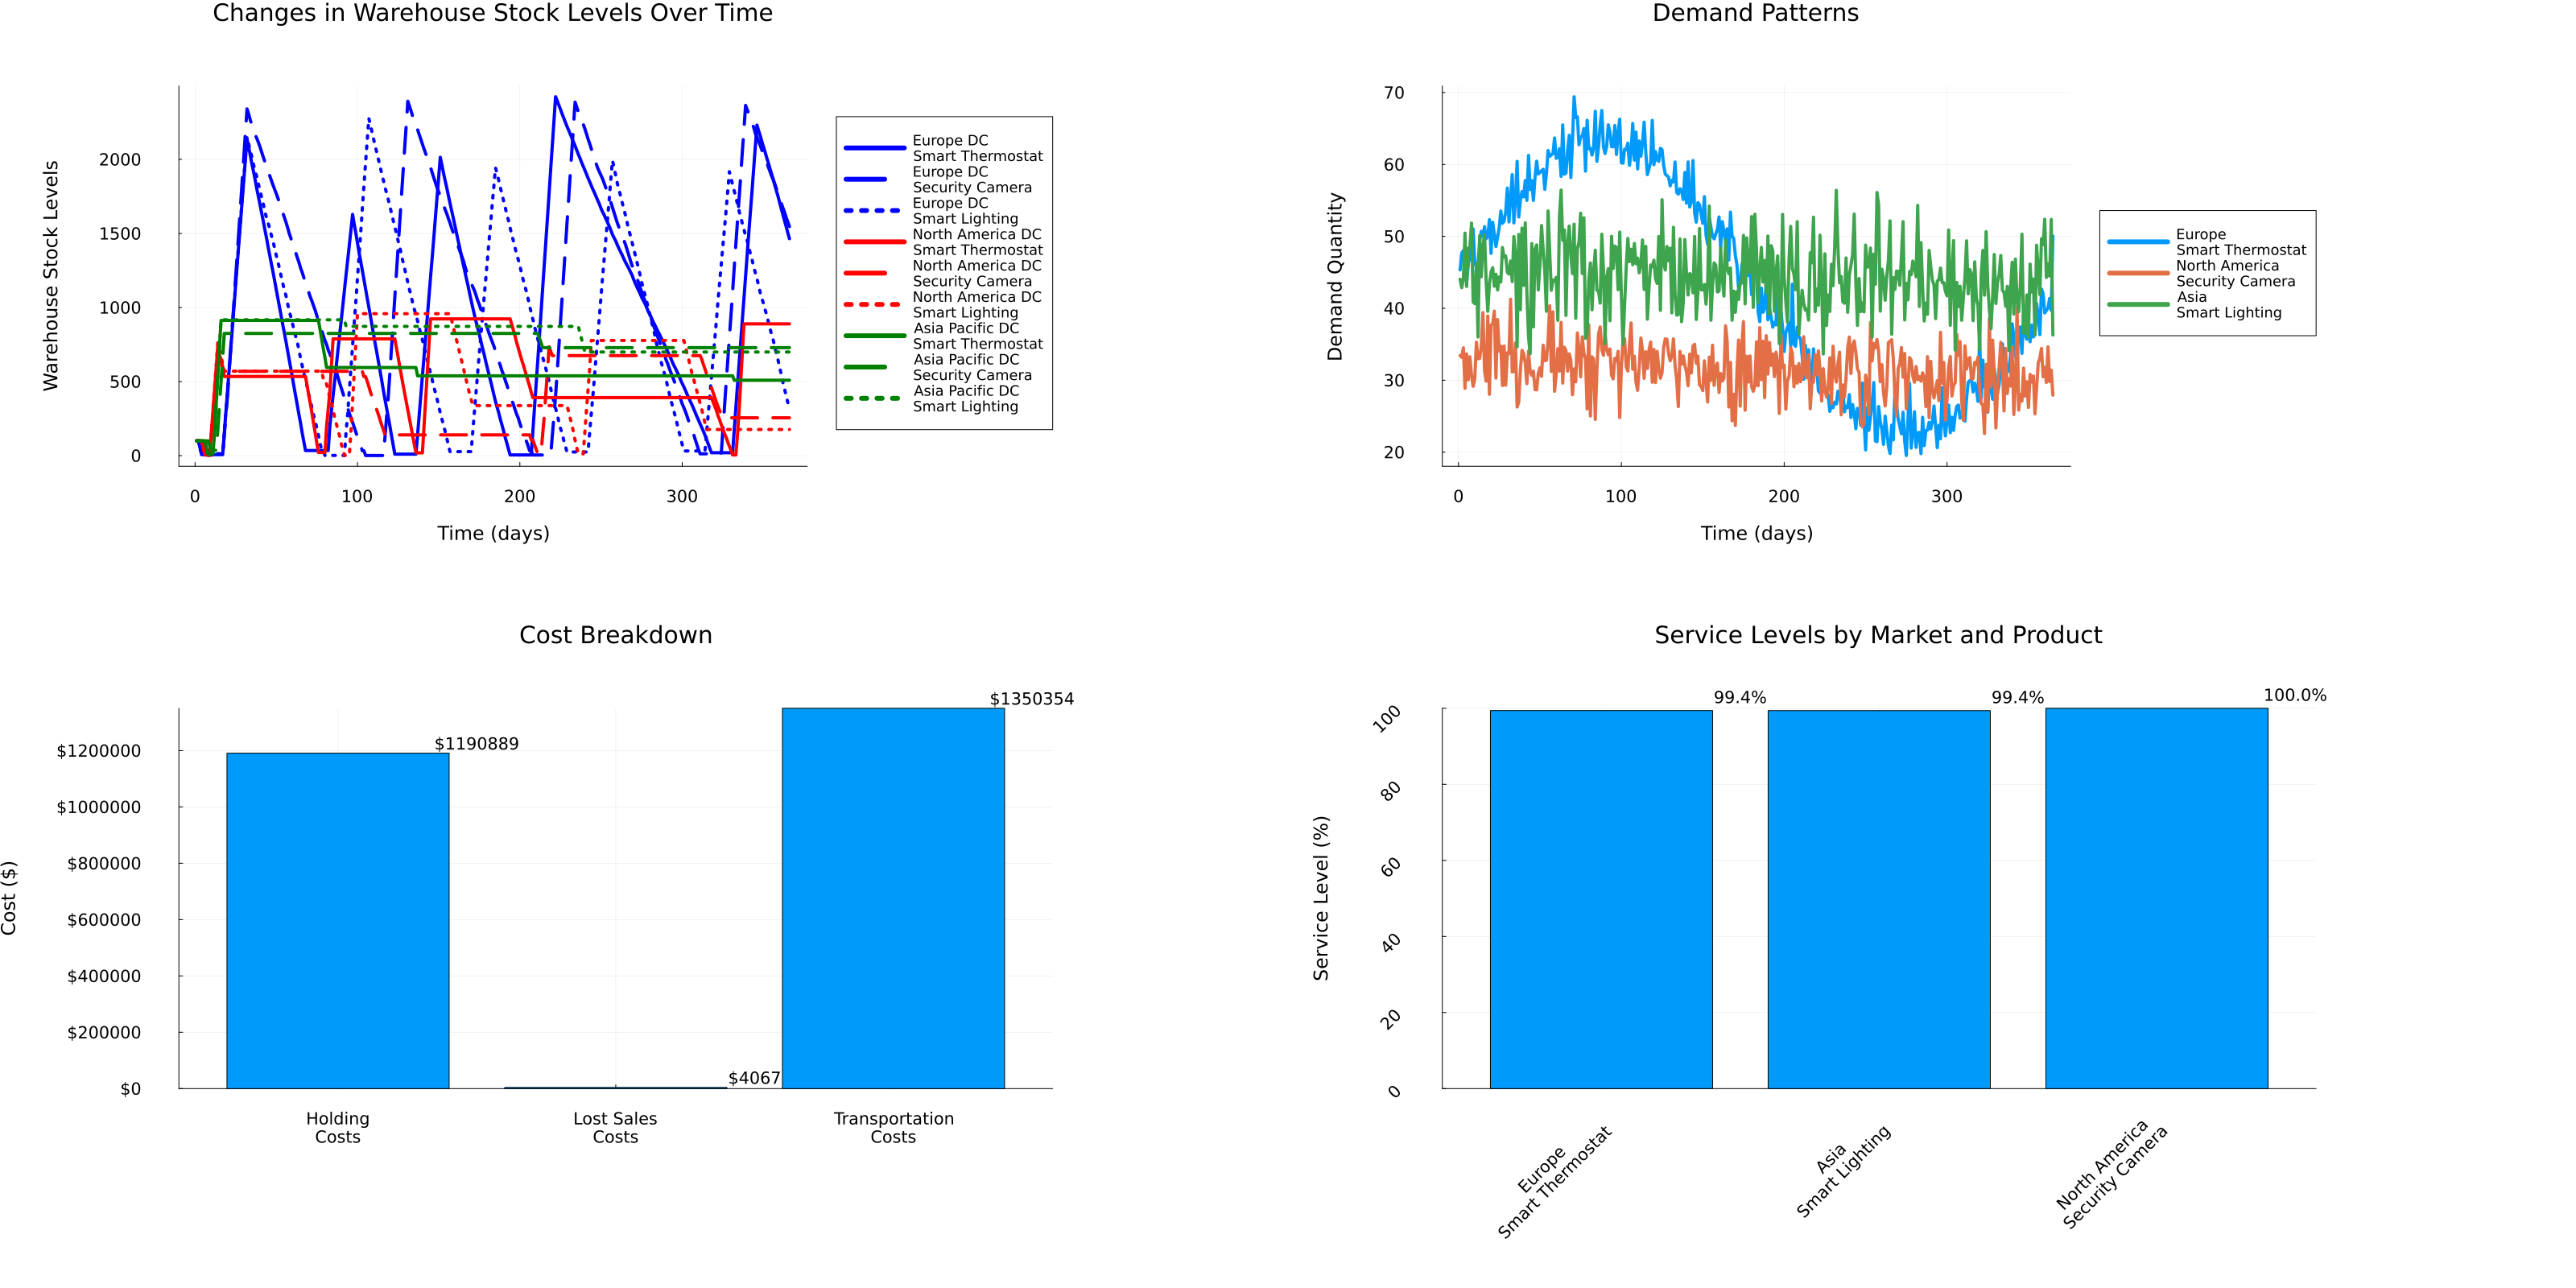 Changes in Warehouse Stock Levels Over Time
Warehouse Stock Levels
2000
1500
1000
500
0
0 100 200 300
Time (days)
Europe DC
Smart Thermostat
Europe DC
Security Camera
Europe DC
Smart Lighting
North America DC
Smart Thermostat
North America DC
Security Camera
North America DC
Smart Lighting
Asia Pacific DC
Smart Thermostat
Asia Pacific DC
Security Camera
Asia Pacific DC
Smart Lighting
Demand Patterns
Demand Quantity
70
60
50
40
30
20
0 100 200 300
Time (days)
Europe
Smart Thermostat
North America
Security Camera
Asia
Smart Lighting
Cost Breakdown
Cost ($)
$1200000
$1000000
$800000
$600000
$400000
$200000
$0
$1190889
$4067
$1350354
Holding
Costs
Lost Sales
Costs
Transportation
Costs
Service Levels by Market and Product
Service Level (%)
100
80
60
40
20
0
99.4%
99.4%
100.0%
Europe
Smart Thermostat
Asia
Smart Lighting
North America
Security Camera